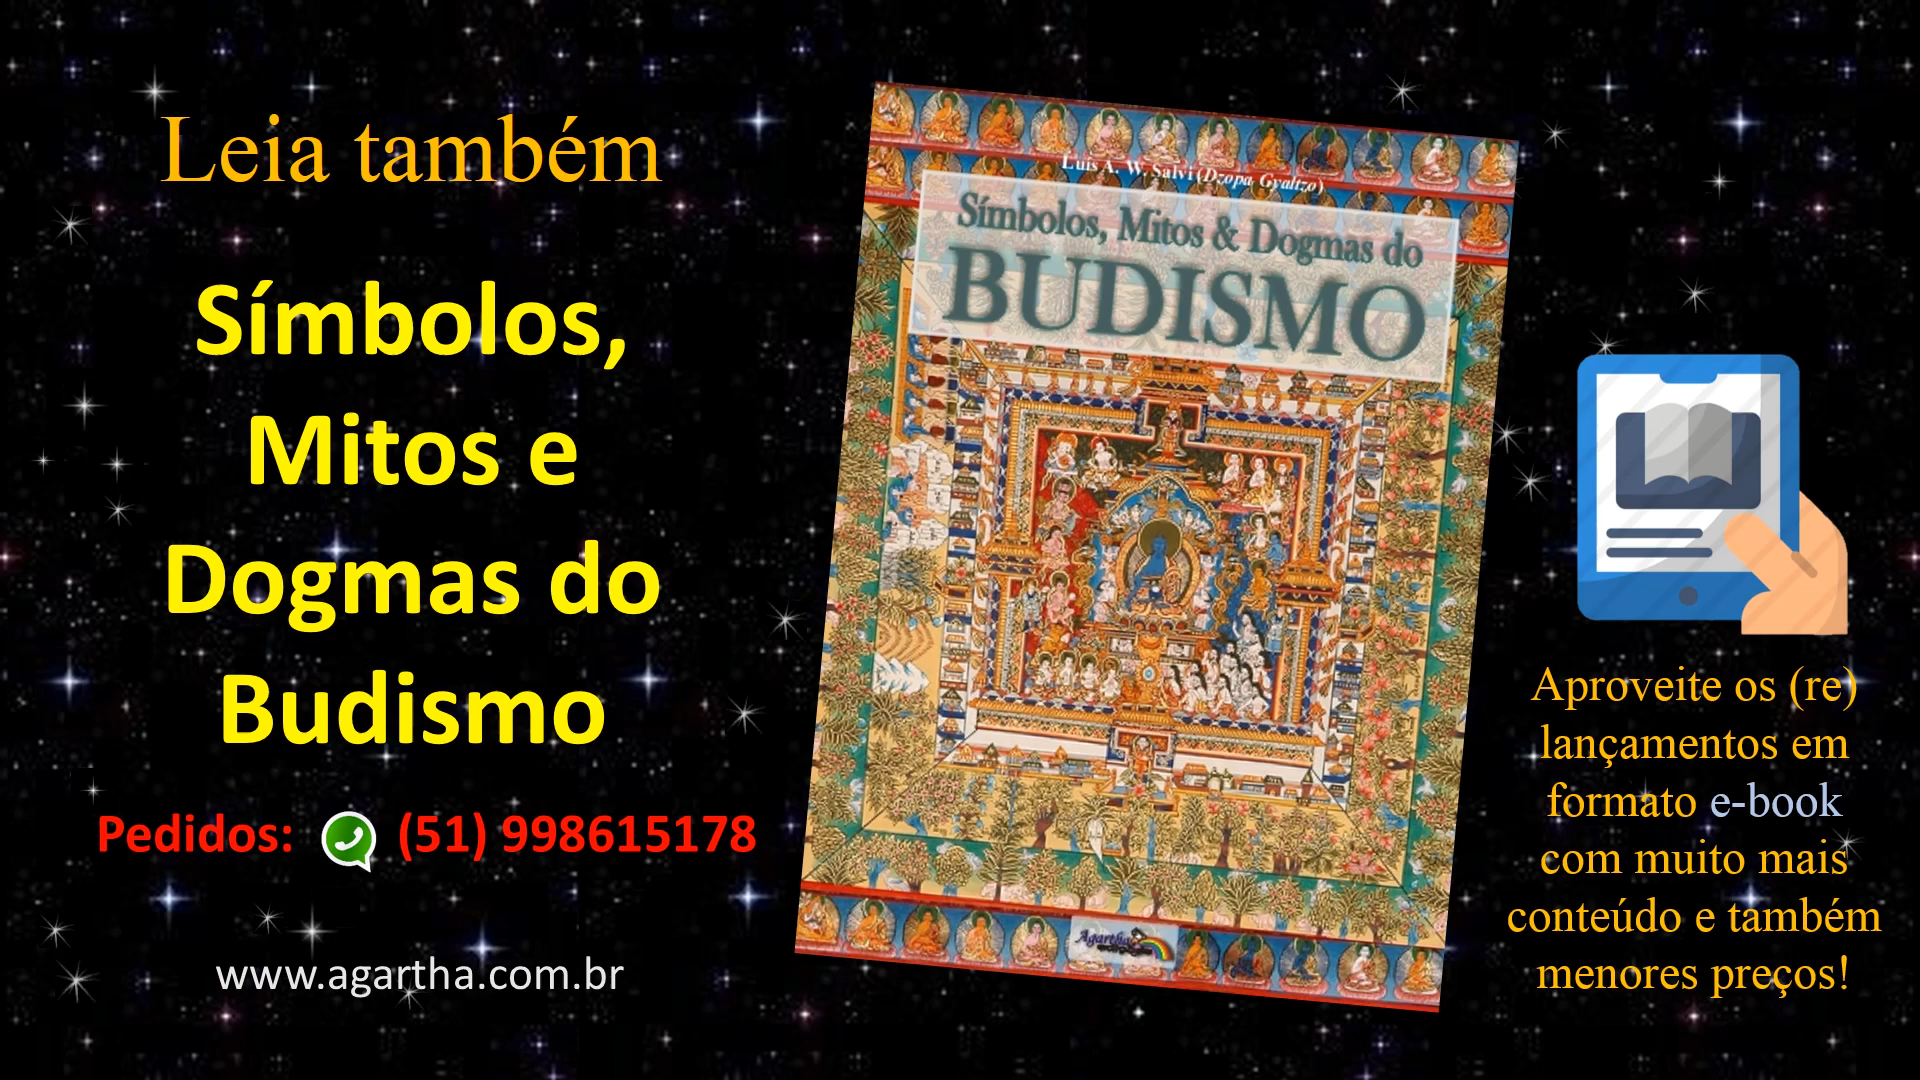 Leia também
Símbolos,
Mitos e
Dogmas do
Budismo
Pedidos: (51) 998615178
www.agartha.com.br
Luís A. W. Salvi (Dzopa Gyaltzo)
Símbolos, Mitos & Dogmas do
BUDISMO
Agartha
Aproveite os (re)
lançamentos em
formato e-book
com muito mais
conteúdo e também
menores preços!